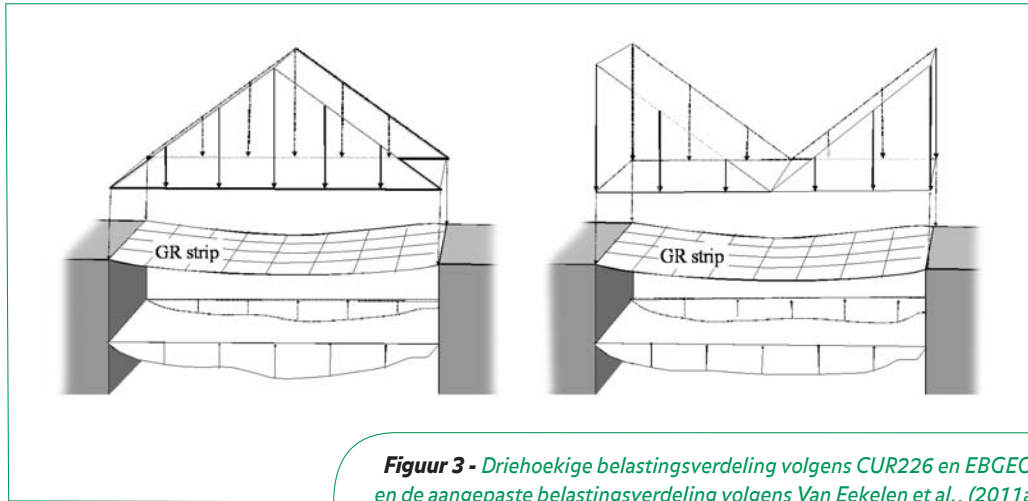 GR strip
GR strip
Figuur 3 - Driehoekige belastingsverdeling volgens CUR226 en EBGEO
en de aangepaste belastingsverdeling volgens Van Eekelen et al., (2011a